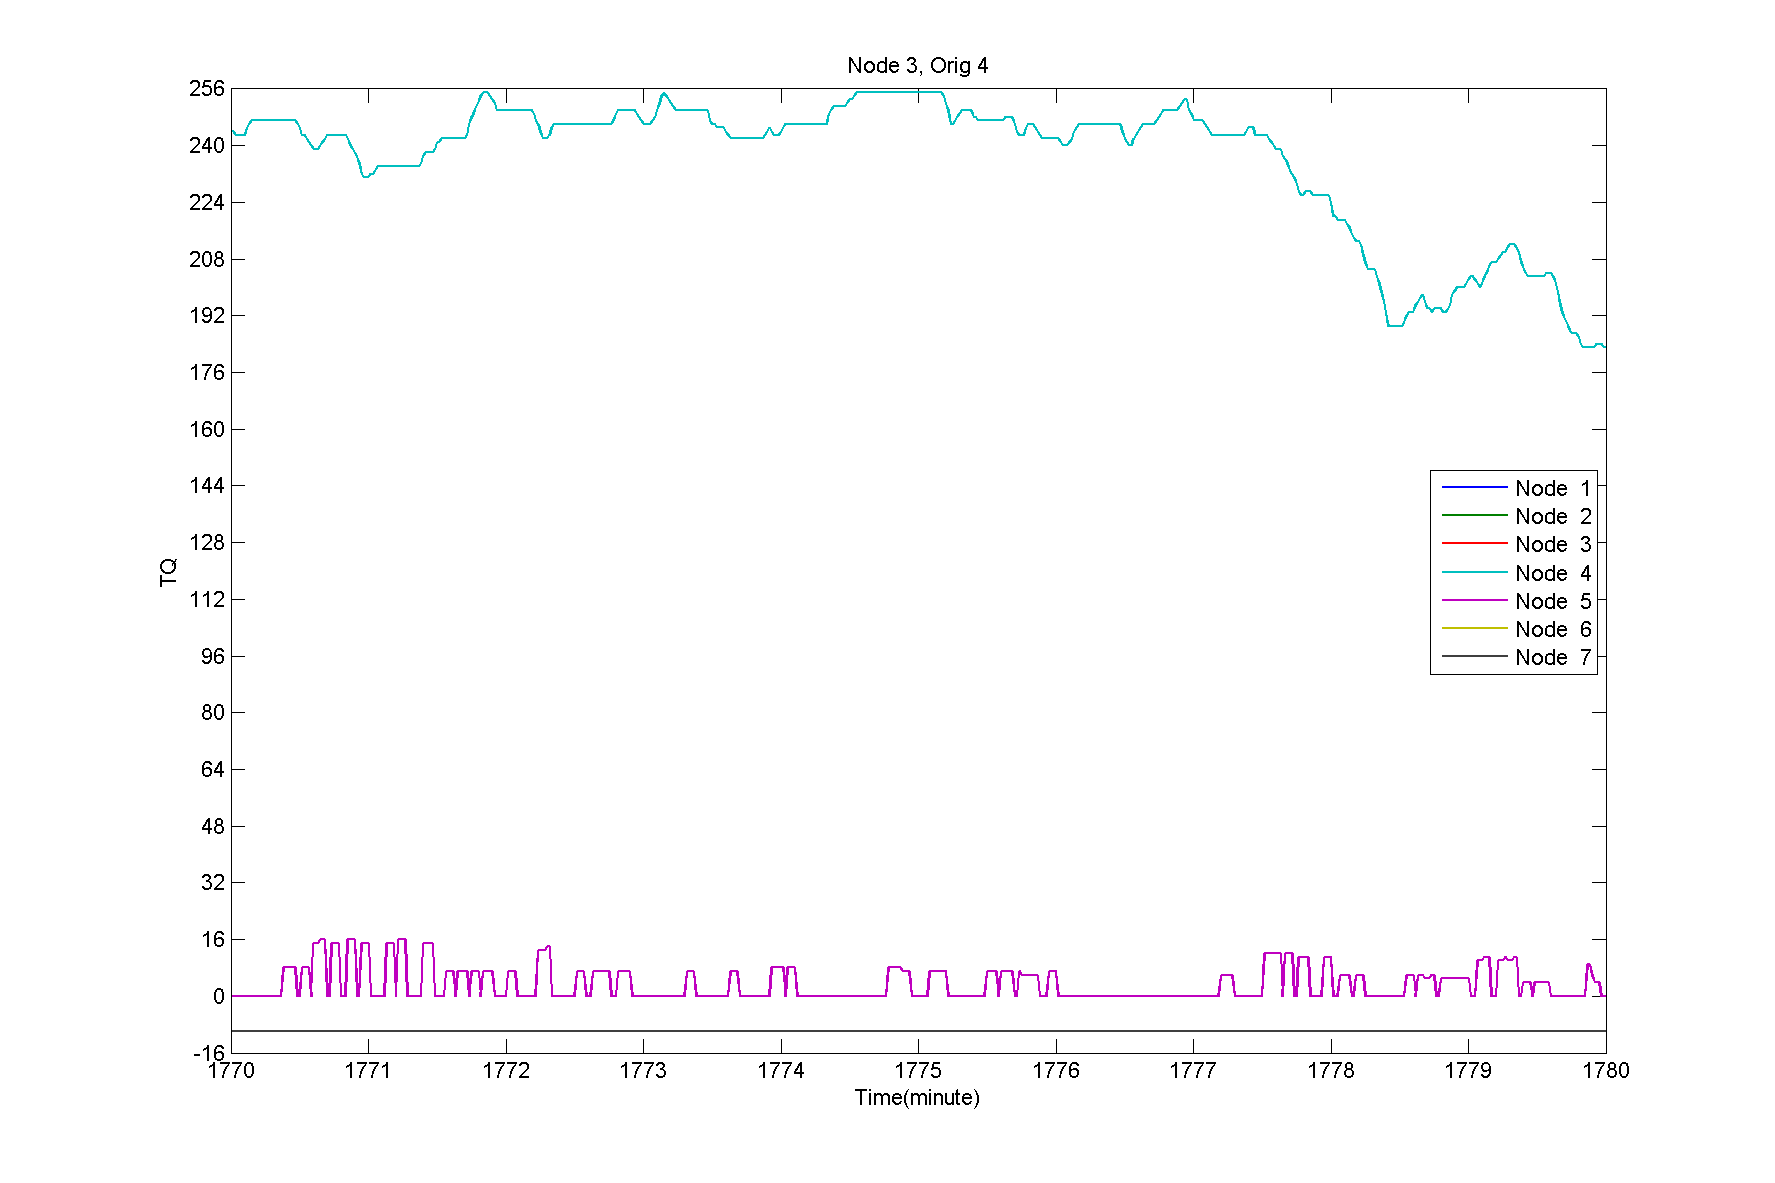 Node 3, Orig 4
256
240
224
208
192
176
160
144
128
112
96
80
64
48
32
16
0
-16
TQ
Node 1
Node 2
Node 3
Node 4
Node 5
Node 6
Node 7
1770 1771 1772 1773 1774 1775 1776 1777 1778 1779 1780
Time(minute)